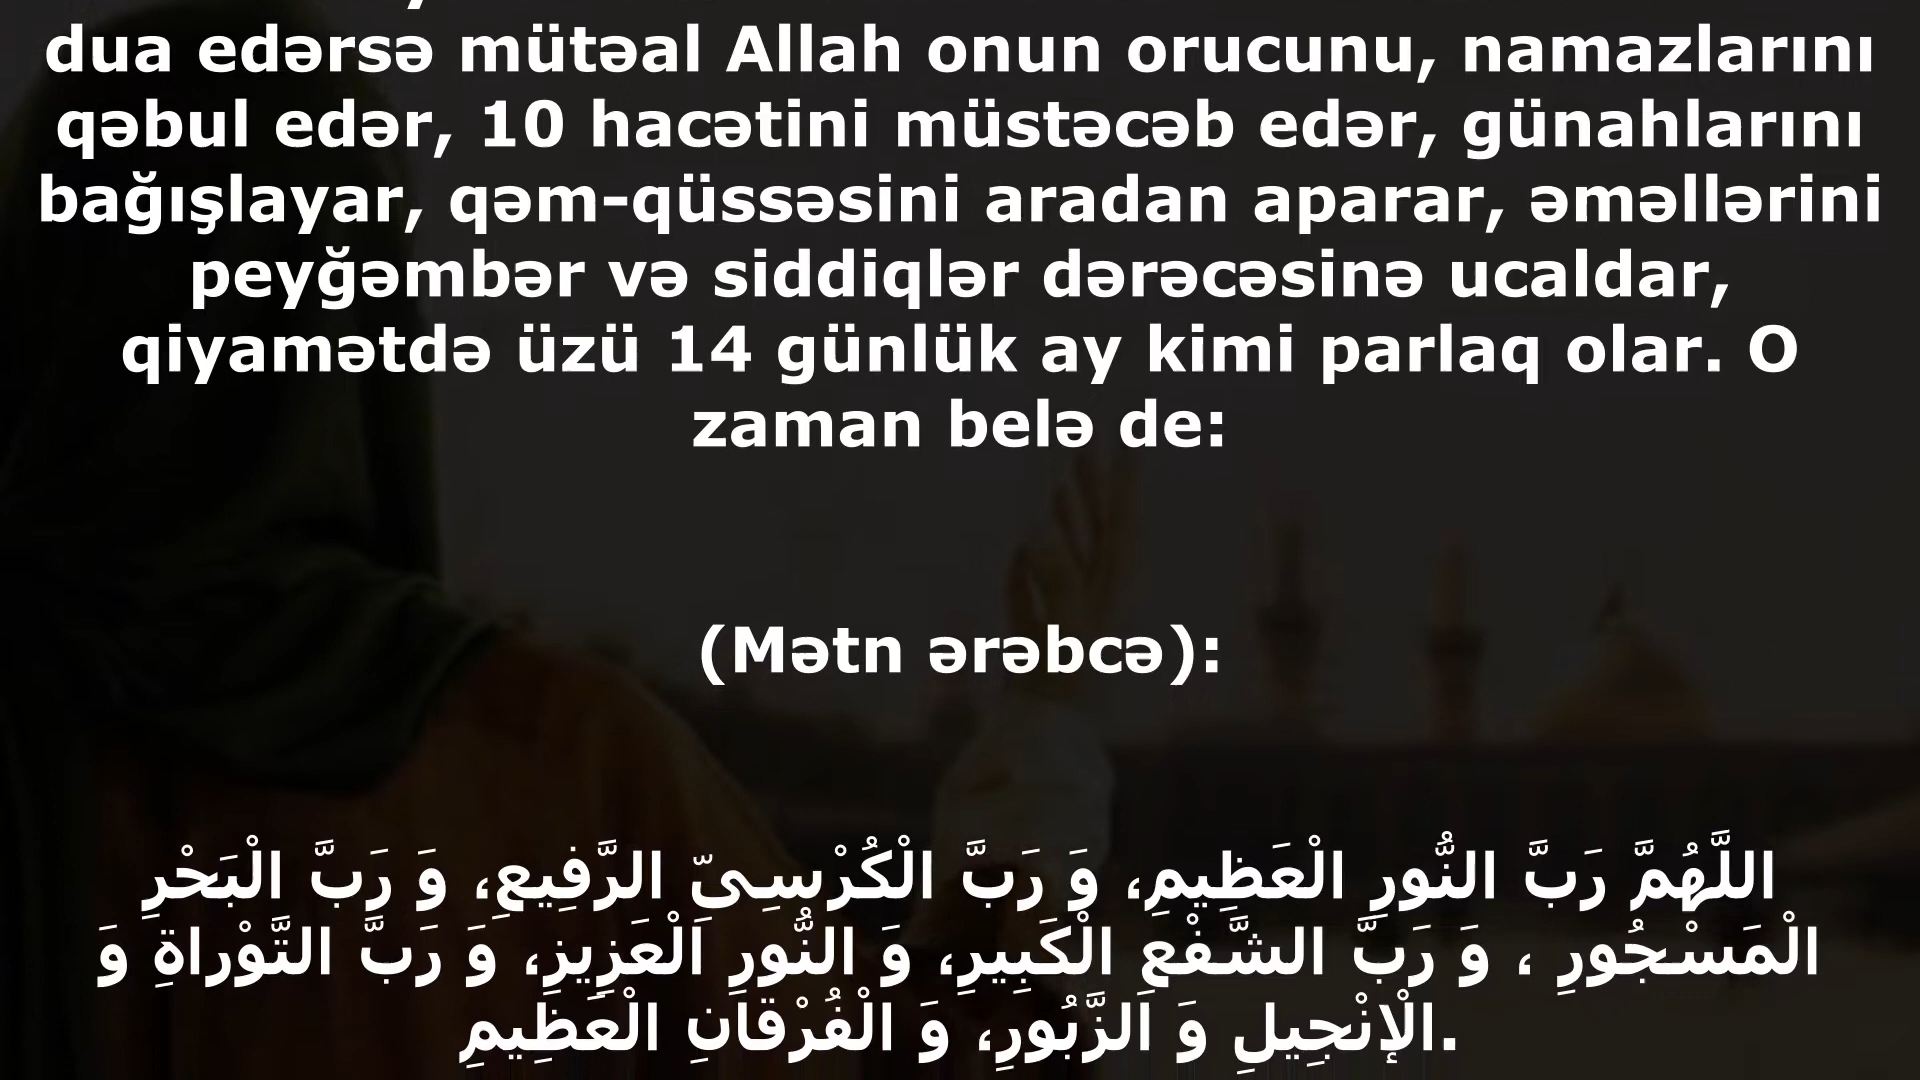 dua edərsə mütəal Allah onun orucunu, namazlarını
qəbul edər, 10 hacətini müstəcəb edər, günahlarını
bağışlayar, qəm-qüssəsini aradan aparar, əməllərini
peyğəmbər və siddiqlər dərəcəsinə ucaldar,
qiyamətdə üzü 14 günlük ay kimi parlaq olar. O
zaman belə de:
(Mətn ərəbcə):
اللَّهُمَّ رَبَّ النُّورِ الْعَظِيمِ، وَ رَبَّ الْكُرْسِىّ الرَّفِيعِ، وَ رَبَّ الْبَحْرِ
الْمَسْجُورِ ، وَ رَبَّ الشَّفْعِ الْكَبِيرِ، وَ النُّورِ الْعَزِيزِ، وَ رَبَّ التَّوْراةِ وَ
الْإنْجِيلِ وَ الزَّبُورِ، وَ الْفُرْقانِ الْعَظِيمِ.